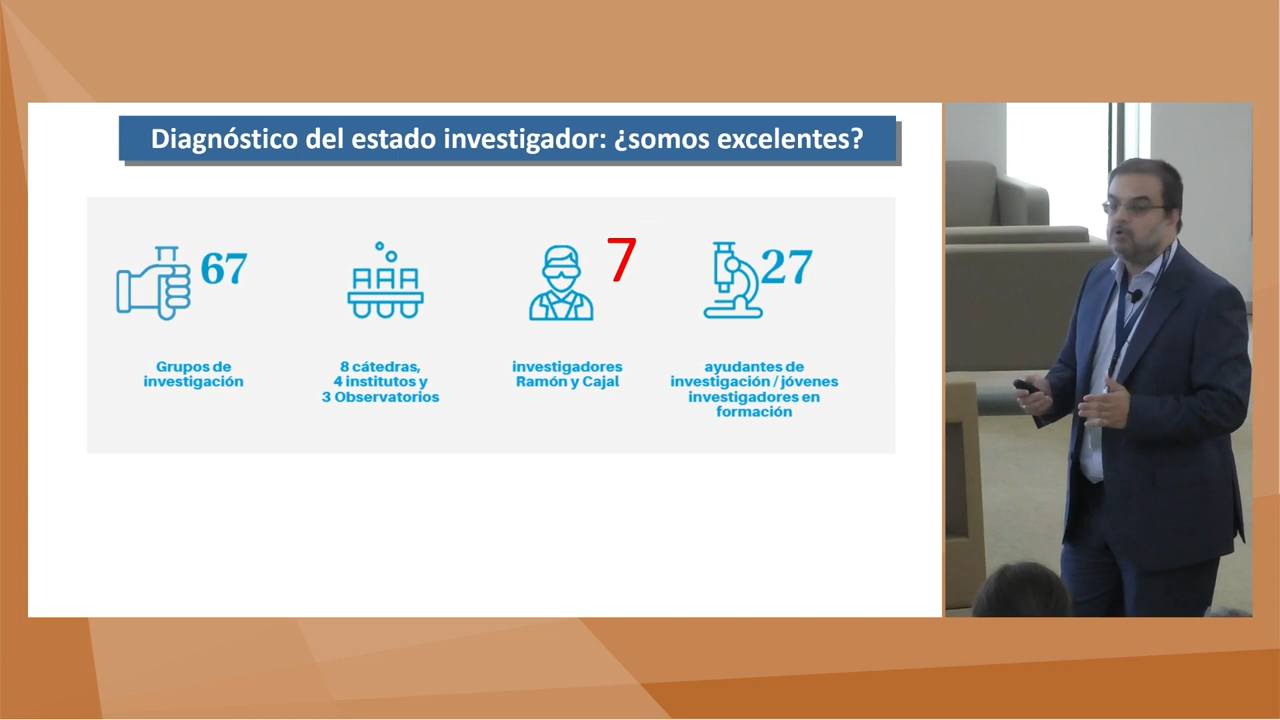 Diagnóstico del estado investigador: ¿somos excelentes?
67
Grupos de
investigación
8 cátedras,
4 institutos y
3 Observatorios
7
investigadores
Ramón y Cajal
27
ayudantes de
investigación / jóvenes
investigadores en
formación